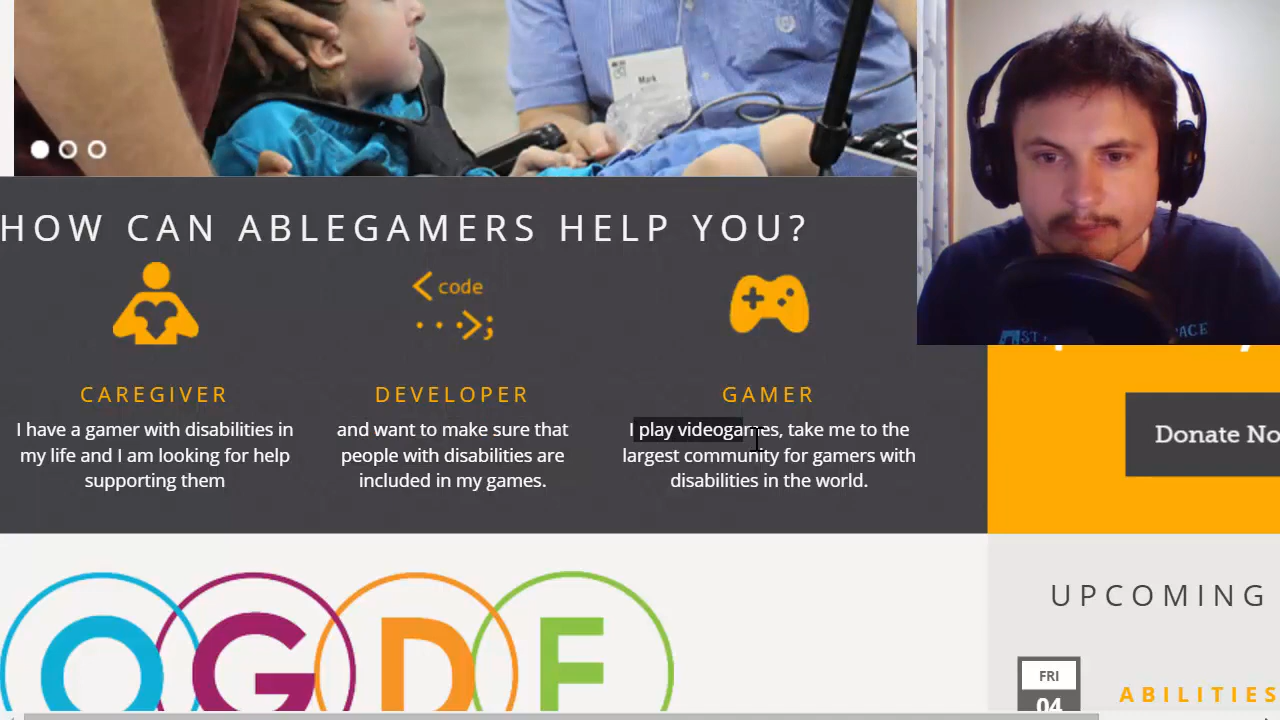 Mark
HOW CAN ABLEGAMERS HELP YOU?
< code
...>;
CAREGIVER
DEVELOPER
GAMER
I have a gamer with disabilities in
my life and I am looking for help
supporting them
and want to make sure that
people with disabilities are
included in my games.
I play videogames, take me to the
largest community for gamers with
disabilities in the world.
Donate No
OGDE
UPCOMING
FRI
04
ABILITIES